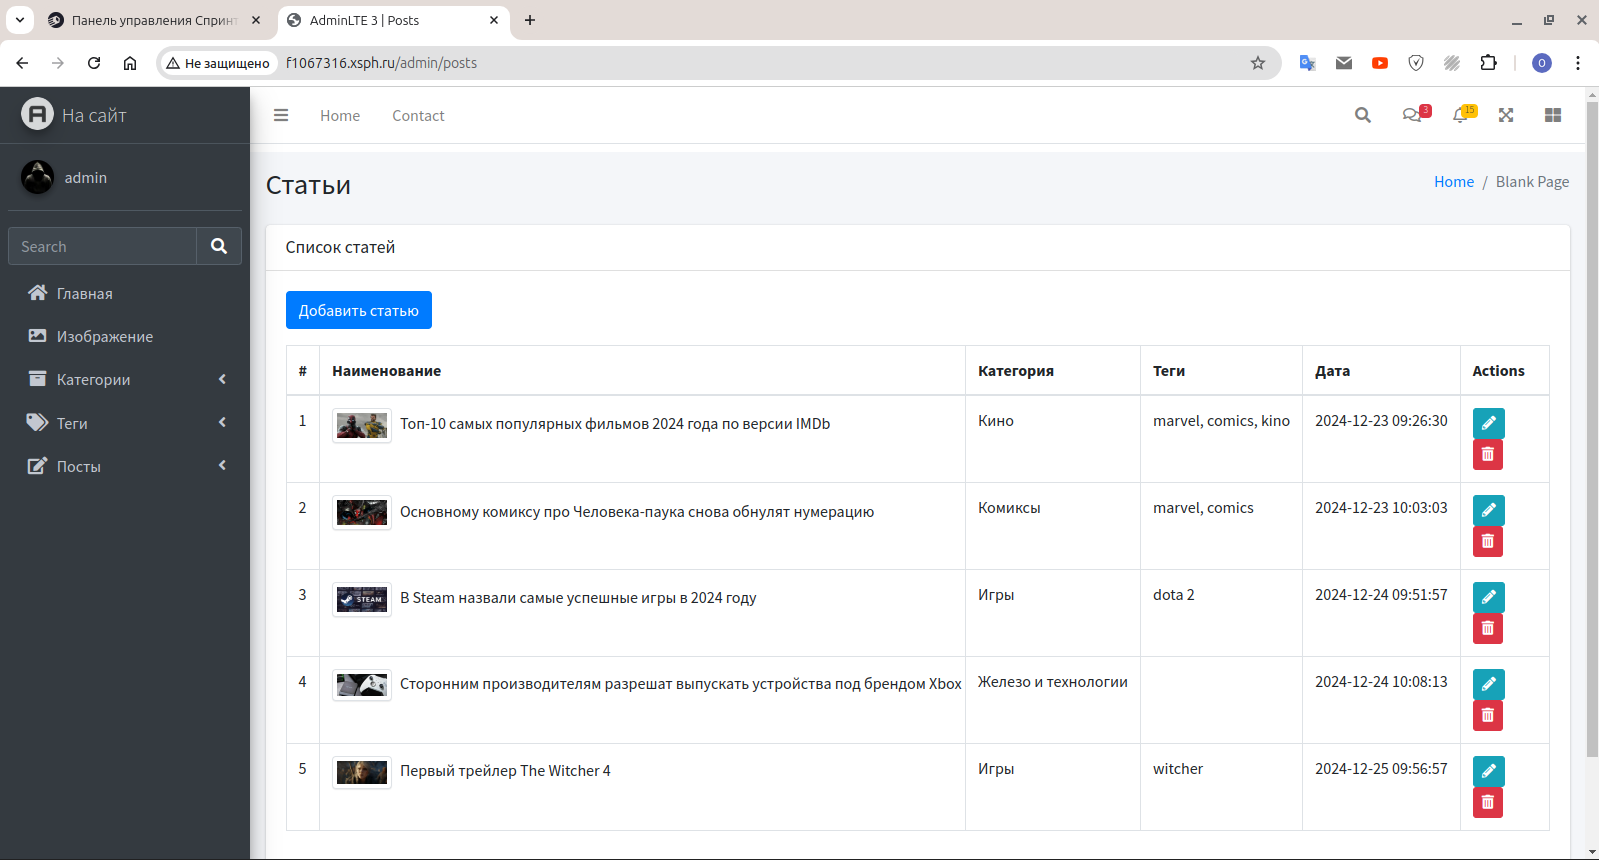 Панель управления Спринт
AdminLTE 3 | Posts
Не защищено
f1067316.xsph.ru/admin/posts
O
На сайт
Home
Contact
3
15
admin
Статьи
Home / Blank Page
Search
Список статей
Главная
Добавить статью
Изображение
Категории
Теги
Посты
# Наименование Категория Теги Дата Actions
1 Топ-10 самых популярных фильмов 2024 года по версии IMDb Кино marvel, comics, kino 2024-12-23 09:26:30
2 Основному комиксу про Человека-паука снова обнулят нумерацию Комиксы marvel, comics 2024-12-23 10:03:03
3 STEAM В Steam назвали самые успешные игры в 2024 году Игры dota 2 2024-12-24 09:51:57
4 Сторонним производителям разрешат выпускать устройства под брендом Xbox Железо и технологии 2024-12-24 10:08:13
5 Первый трейлер The Witcher 4 Игры witcher 2024-12-25 09:56:57